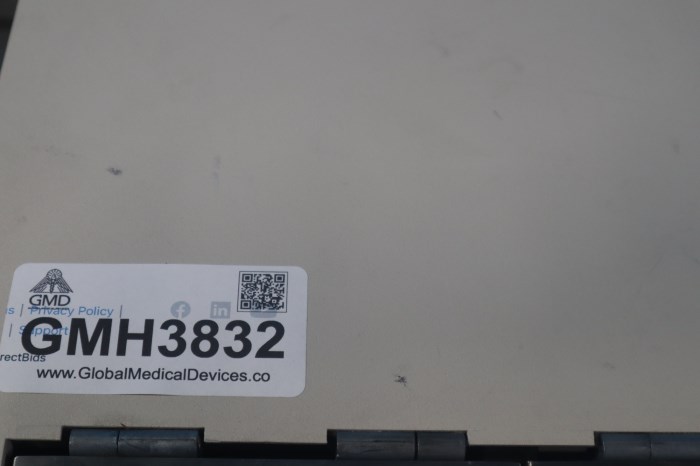 GMD
s | Privacy Policy |
| Support
GMH3832
rectBids
www.GlobalMedicalDevices.co